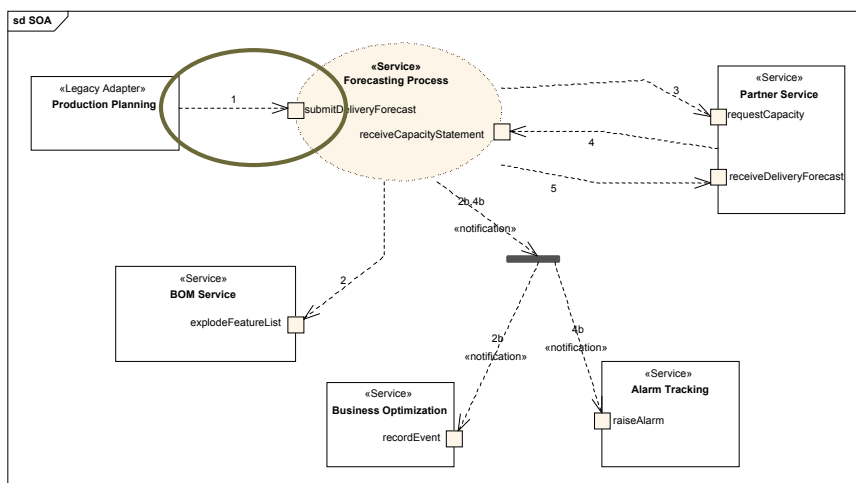 sd SOA
«Service»
Forecasting Process
«Legacy Adapter»
Production Planning
1
submitDeliveryForecast
receiveCapacityStatement
3
«Service»
Partner Service
requestCapacity
4
receiveDeliveryForecast
5
2b,4b
«notification»
2
«Service»
BOM Service
explodeFeatureList
2b
«notification»
4b
«notification»
«Service»
Business Optimization
recordEvent
«Service»
Alarm Tracking
raiseAlarm